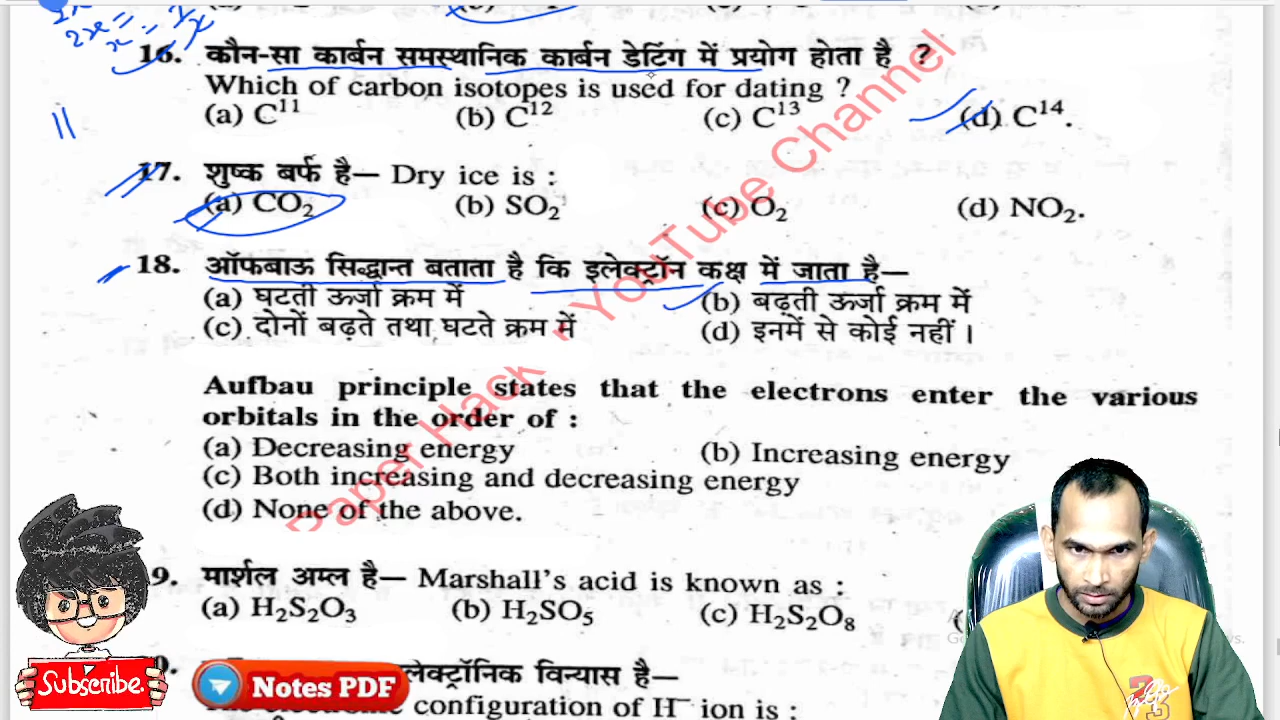 2x =
x = 1/x
16. कौन-सा कार्बन समस्थानिक कार्बन डेटिंग में प्रयोग होता है ?
Which of carbon isotopes is used for dating ?
(a) C¹¹ (b) C¹² (c) C¹³ (d) C¹⁴.
17. शुष्क बर्फ है— Dry ice is :
(a) CO₂ (b) SO₂ (c) O₂ (d) NO₂.
18. ऑफबाऊ सिद्धान्त बताता है कि इलेक्ट्रॉन कक्ष में जाता है—
(a) घटती ऊर्जा क्रम में (b) बढ़ती ऊर्जा क्रम में
(c) दोनों बढ़ते तथा घटते क्रम में (d) इनमें से कोई नहीं ।
Aufbau principle states that the electrons enter the various
orbitals in the order of :
(a) Decreasing energy (b) Increasing energy
(c) Both increasing and decreasing energy
(d) None of the above.
9. मार्शल अम्ल है— Marshall's acid is known as :
(a) H₂S₂O₃ (b) H₂SO₅ (c) H₂S₂O₈
लेक्ट्रॉनिक विन्यास है—
configuration of H⁻ ion is :
Paper Hack - YouTube Channel
Subscribe.
Notes PDF